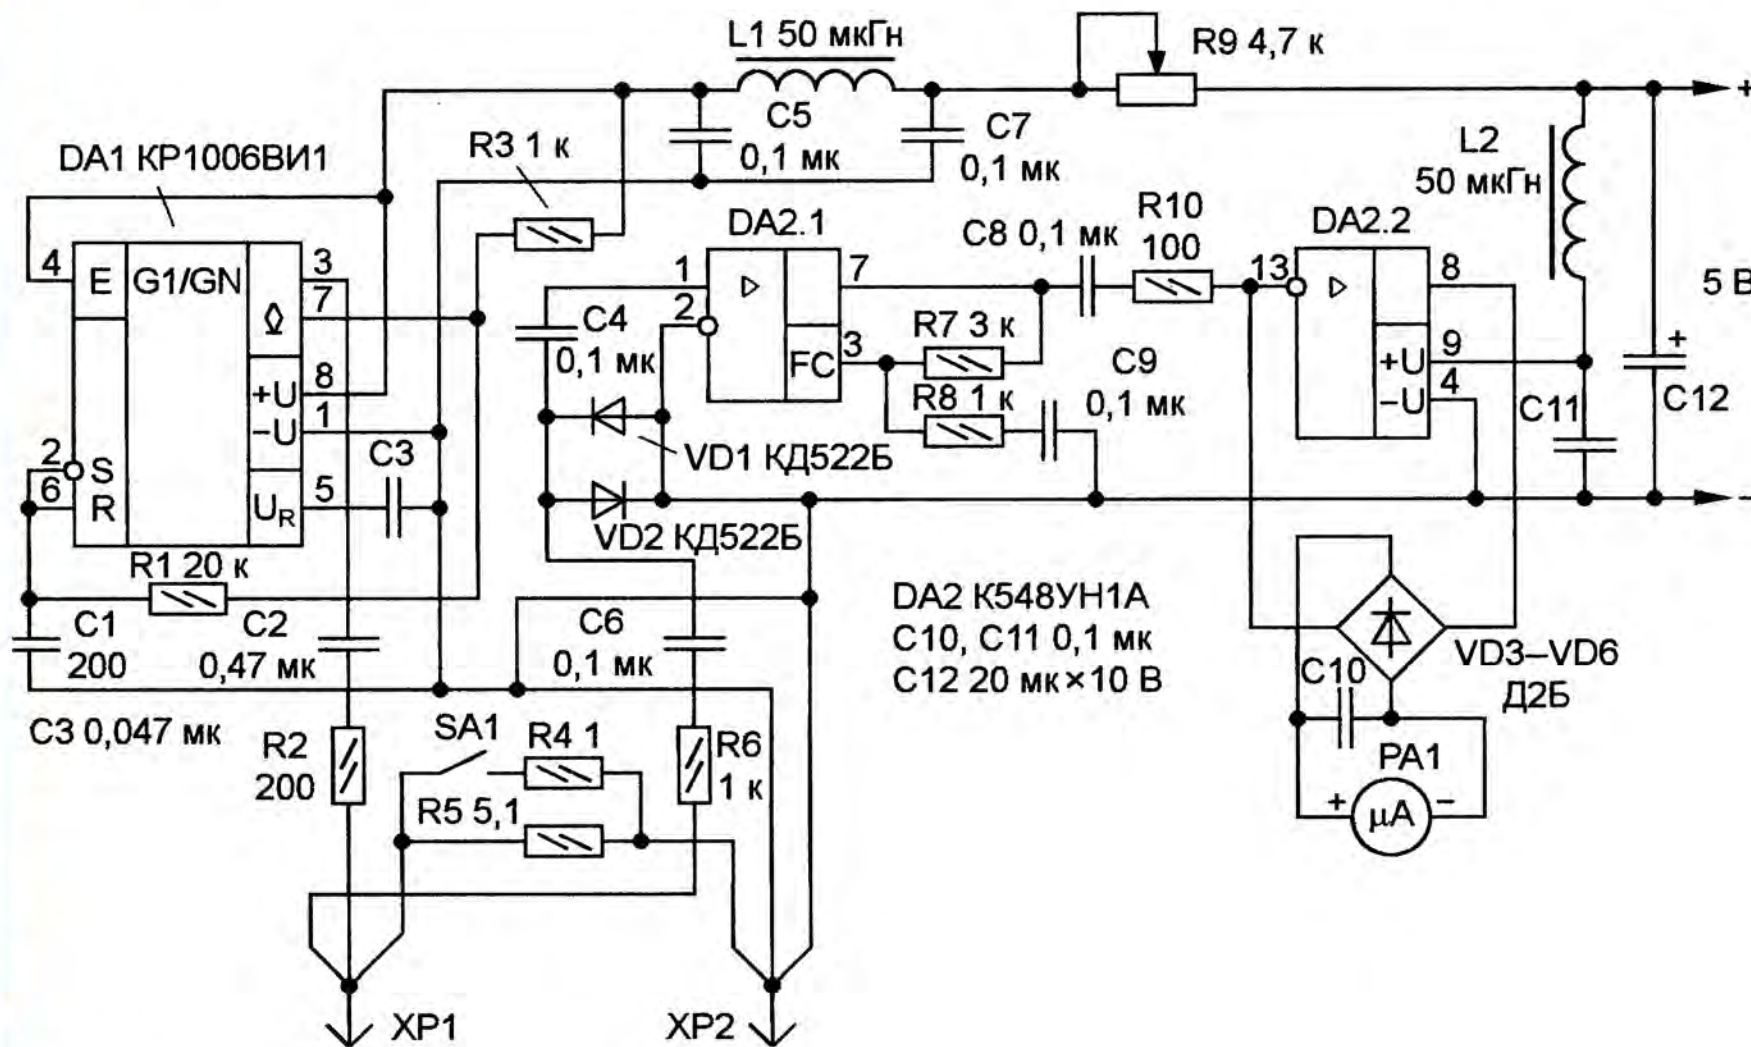 L1 50 мкГн
R9 4,7 к
+
C5
0,1 мк
C7
0,1 мк
R3 1 к
DA1 КР1006ВИ1
L2
50 мкГн
DA2.1
C8 0,1 мк
R10
100
DA2.2
4
E
G1/GN
3
7
8
+U
1
–U
2
S
6
R
5
U_R
C3
1
2
7
3
FC
C4
0,1 мк
R7 3 к
R8 1 к
C9
0,1 мк
13
8
9
+U
4
–U
5 В
+
C12
C11
VD1 КД522Б
VD2 КД522Б
–
R1 20 к
C1
200
C2
0,47 мк
C6
0,1 мк
DA2 К548УН1А
C10, C11 0,1 мк
C12 20 мк×10 В
VD3–VD6
Д2Б
C10
C3 0,047 мк
R2
200
SA1
R4 1
R5 5,1
R6
1 к
PA1
+
μA
–
XP1
XP2